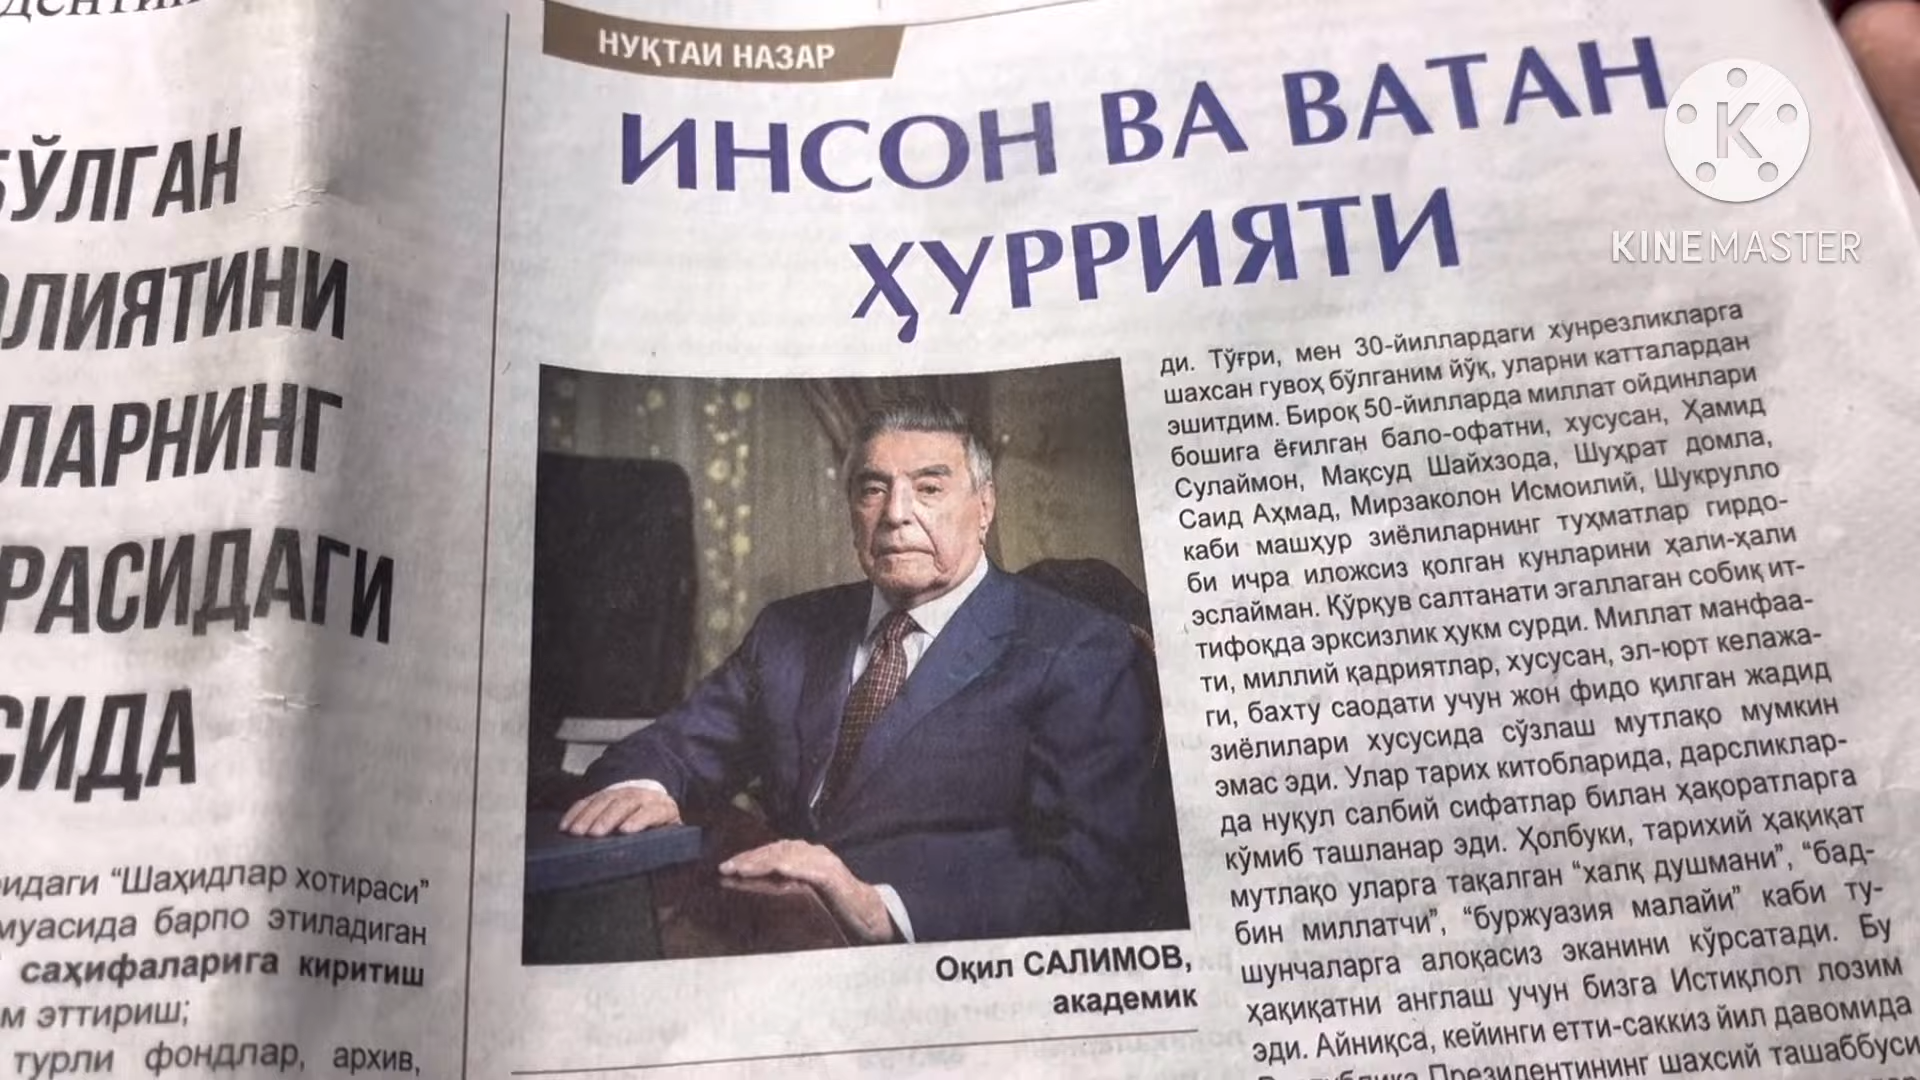 НУҚТАИ НАЗАР
ИНСОН ВА ВАТАН
ҲУРРИЯТИ
KINEMASTER
ди. Тўғри, мен 30-йиллардаги хунрезликларга
шахсан гувоҳ бўлганим йўқ, уларни катталардан
эшитдим. Бироқ 50-йилларда миллат ойдинлари
бошига ёғилган бало-офатни, хусусан, Ҳамид
Сулаймон, Мақсуд Шайхзода, Шуҳрат домла,
Саид Аҳмад, Мирзаколон Исмоилий, Шукрулло
каби машҳур зиёлиларнинг туҳматлар гирдо-
би ичра иложсиз қолган кунларини ҳали-ҳали
эслайман. Қўрқув салтанати эгаллаган собиқ ит-
тифоқда эрксизлик ҳукм сурди. Миллат манфаа-
ти, миллий қадриятлар, хусусан, эл-юрт келажа-
ги, бахту саодати учун жон фидо қилган жадид
зиёлилари хусусида сўзлаш мутлақо мумкин
эмас эди. Улар тарих китобларида, дарсликлар-
да нуқул салбий сифатлар билан ҳақоратларга
кўмиб ташланар эди. Ҳолбуки, тарихий ҳақиқат
мутлақо уларга тақалган “халқ душмани”, “бад-
бин миллатчи”, “буржуазия малайи” каби ту-
шунчаларга алоқасиз эканини кўрсатади. Бу
ҳақиқатни англаш учун бизга Истиқлол лозим
эди. Айниқса, кейинги етти-саккиз йил давомида
Президентининг шахсий ташаббуси
Оқил САЛИМОВ,
академик
БЎЛГАН
СИДА
“Шаҳидлар хотираси”
барпо этиладиган
саҳифаларига киритиш
эттириш;
турли фондлар, архив,